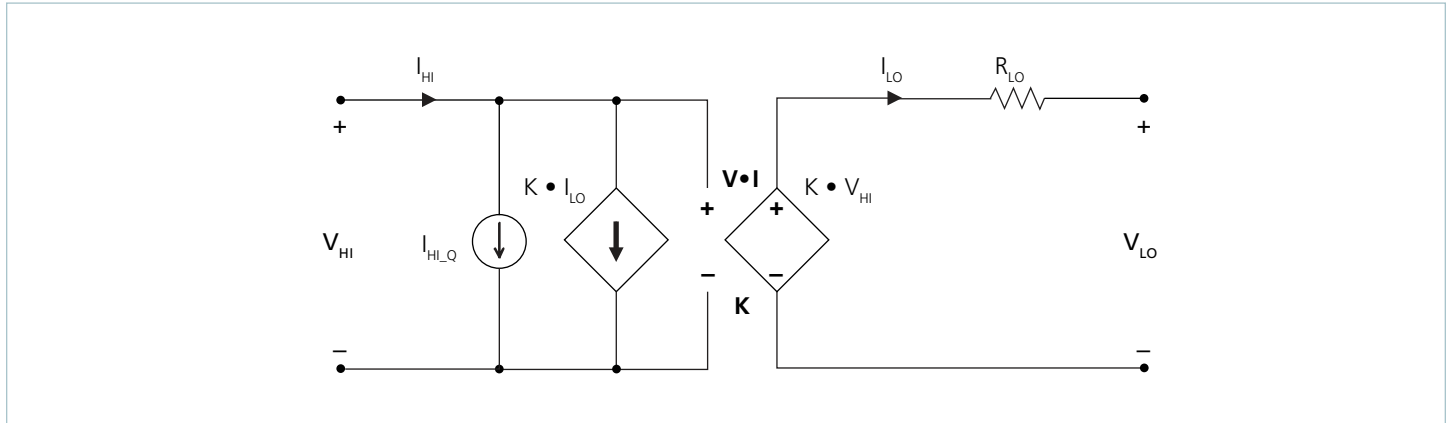 I_HI
I_LO
R_LO
+
+
V•I
K • I_LO
K • V_HI
+
+
V_HI
I_HI_Q
V_LO
–
–
K
–
–